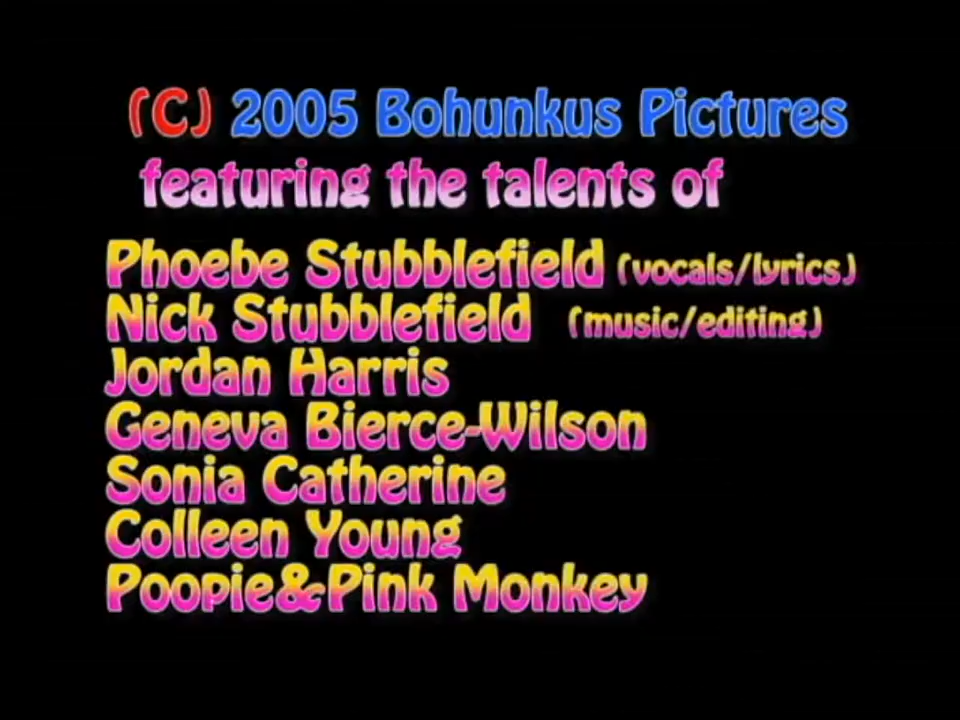 (C) 2005 Bohunkus Pictures
featuring the talents of
Phoebe Stubblefield (vocals/lyrics)
Nick Stubblefield (music/editing)
Jordan Harris
Geneva Bierce-Wilson
Sonia Catherine
Colleen Young
Poopie&Pink Monkey